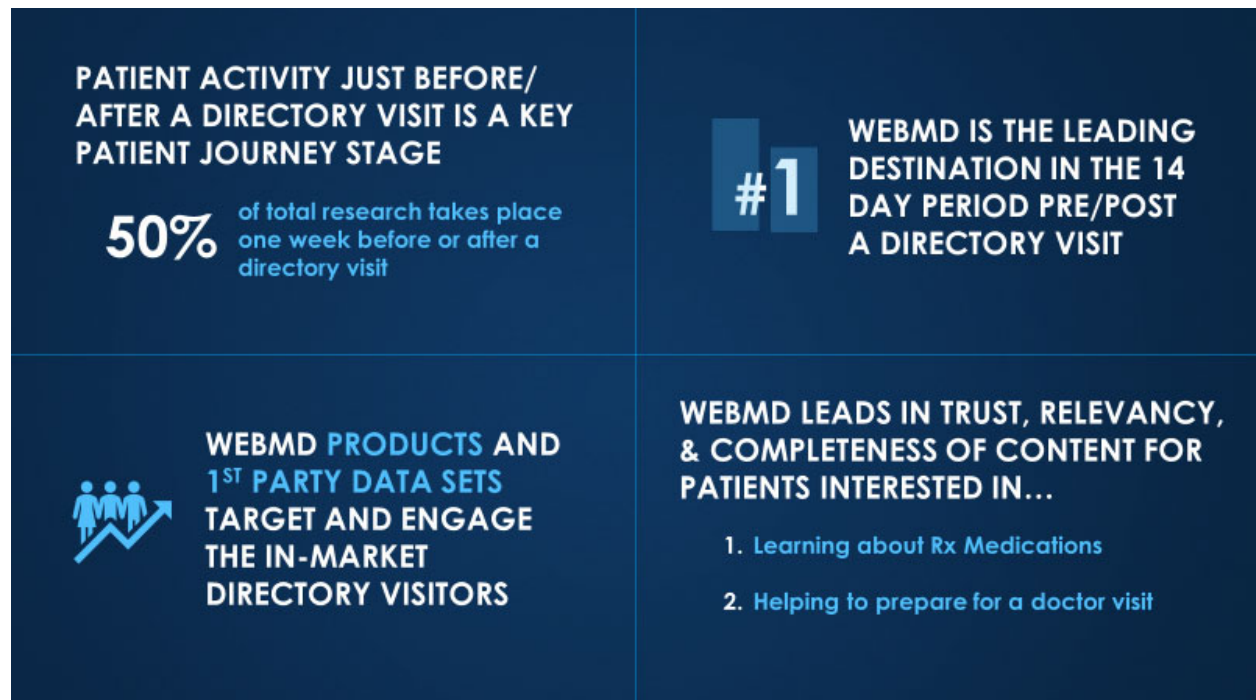 PATIENT ACTIVITY JUST BEFORE/
AFTER A DIRECTORY VISIT IS A KEY
PATIENT JOURNEY STAGE
50%
of total research takes place
one week before or after a
directory visit
#1
WEBMD IS THE LEADING
DESTINATION IN THE 14
DAY PERIOD PRE/POST
A DIRECTORY VISIT
WEBMD PRODUCTS AND
1ST PARTY DATA SETS
TARGET AND ENGAGE
THE IN-MARKET
DIRECTORY VISITORS
WEBMD LEADS IN TRUST, RELEVANCY,
& COMPLETENESS OF CONTENT FOR
PATIENTS INTERESTED IN...
1. Learning about Rx Medications
2. Helping to prepare for a doctor visit